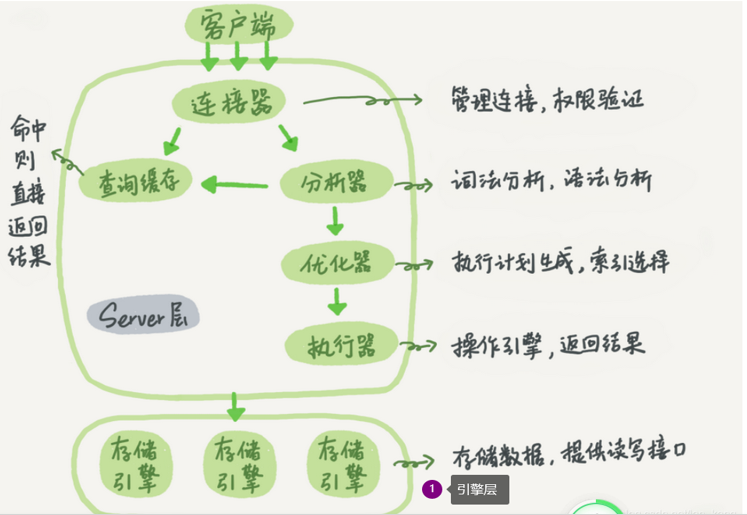 客户端
连接器
管理连接,权限验证
命中
则
直接
返回
结果
查询缓存
分析器
词法分析,语法分析
优化器
执行计划生成,索引选择
Server层
执行器
操作引擎,返回结果
存储
引擎
存储
引擎
存储
引擎
存储数据,提供读写接口
1
引擎层